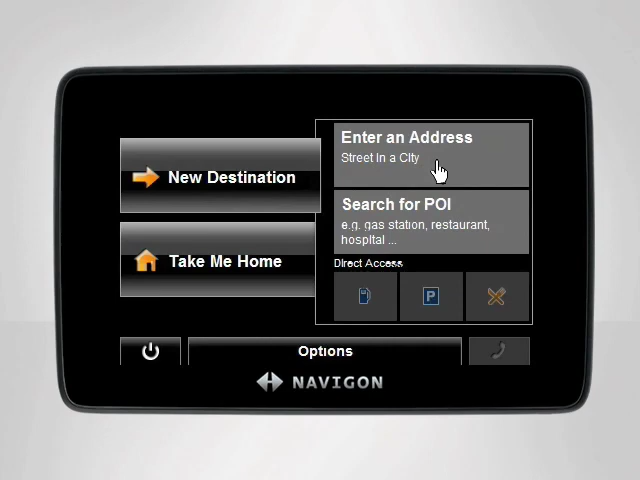 Enter an Address
Street in a City
New Destination
Search for POI
e.g. gas station, restaurant,
hospital ...
Take Me Home
Direct Access
P
Options
NAVIGON